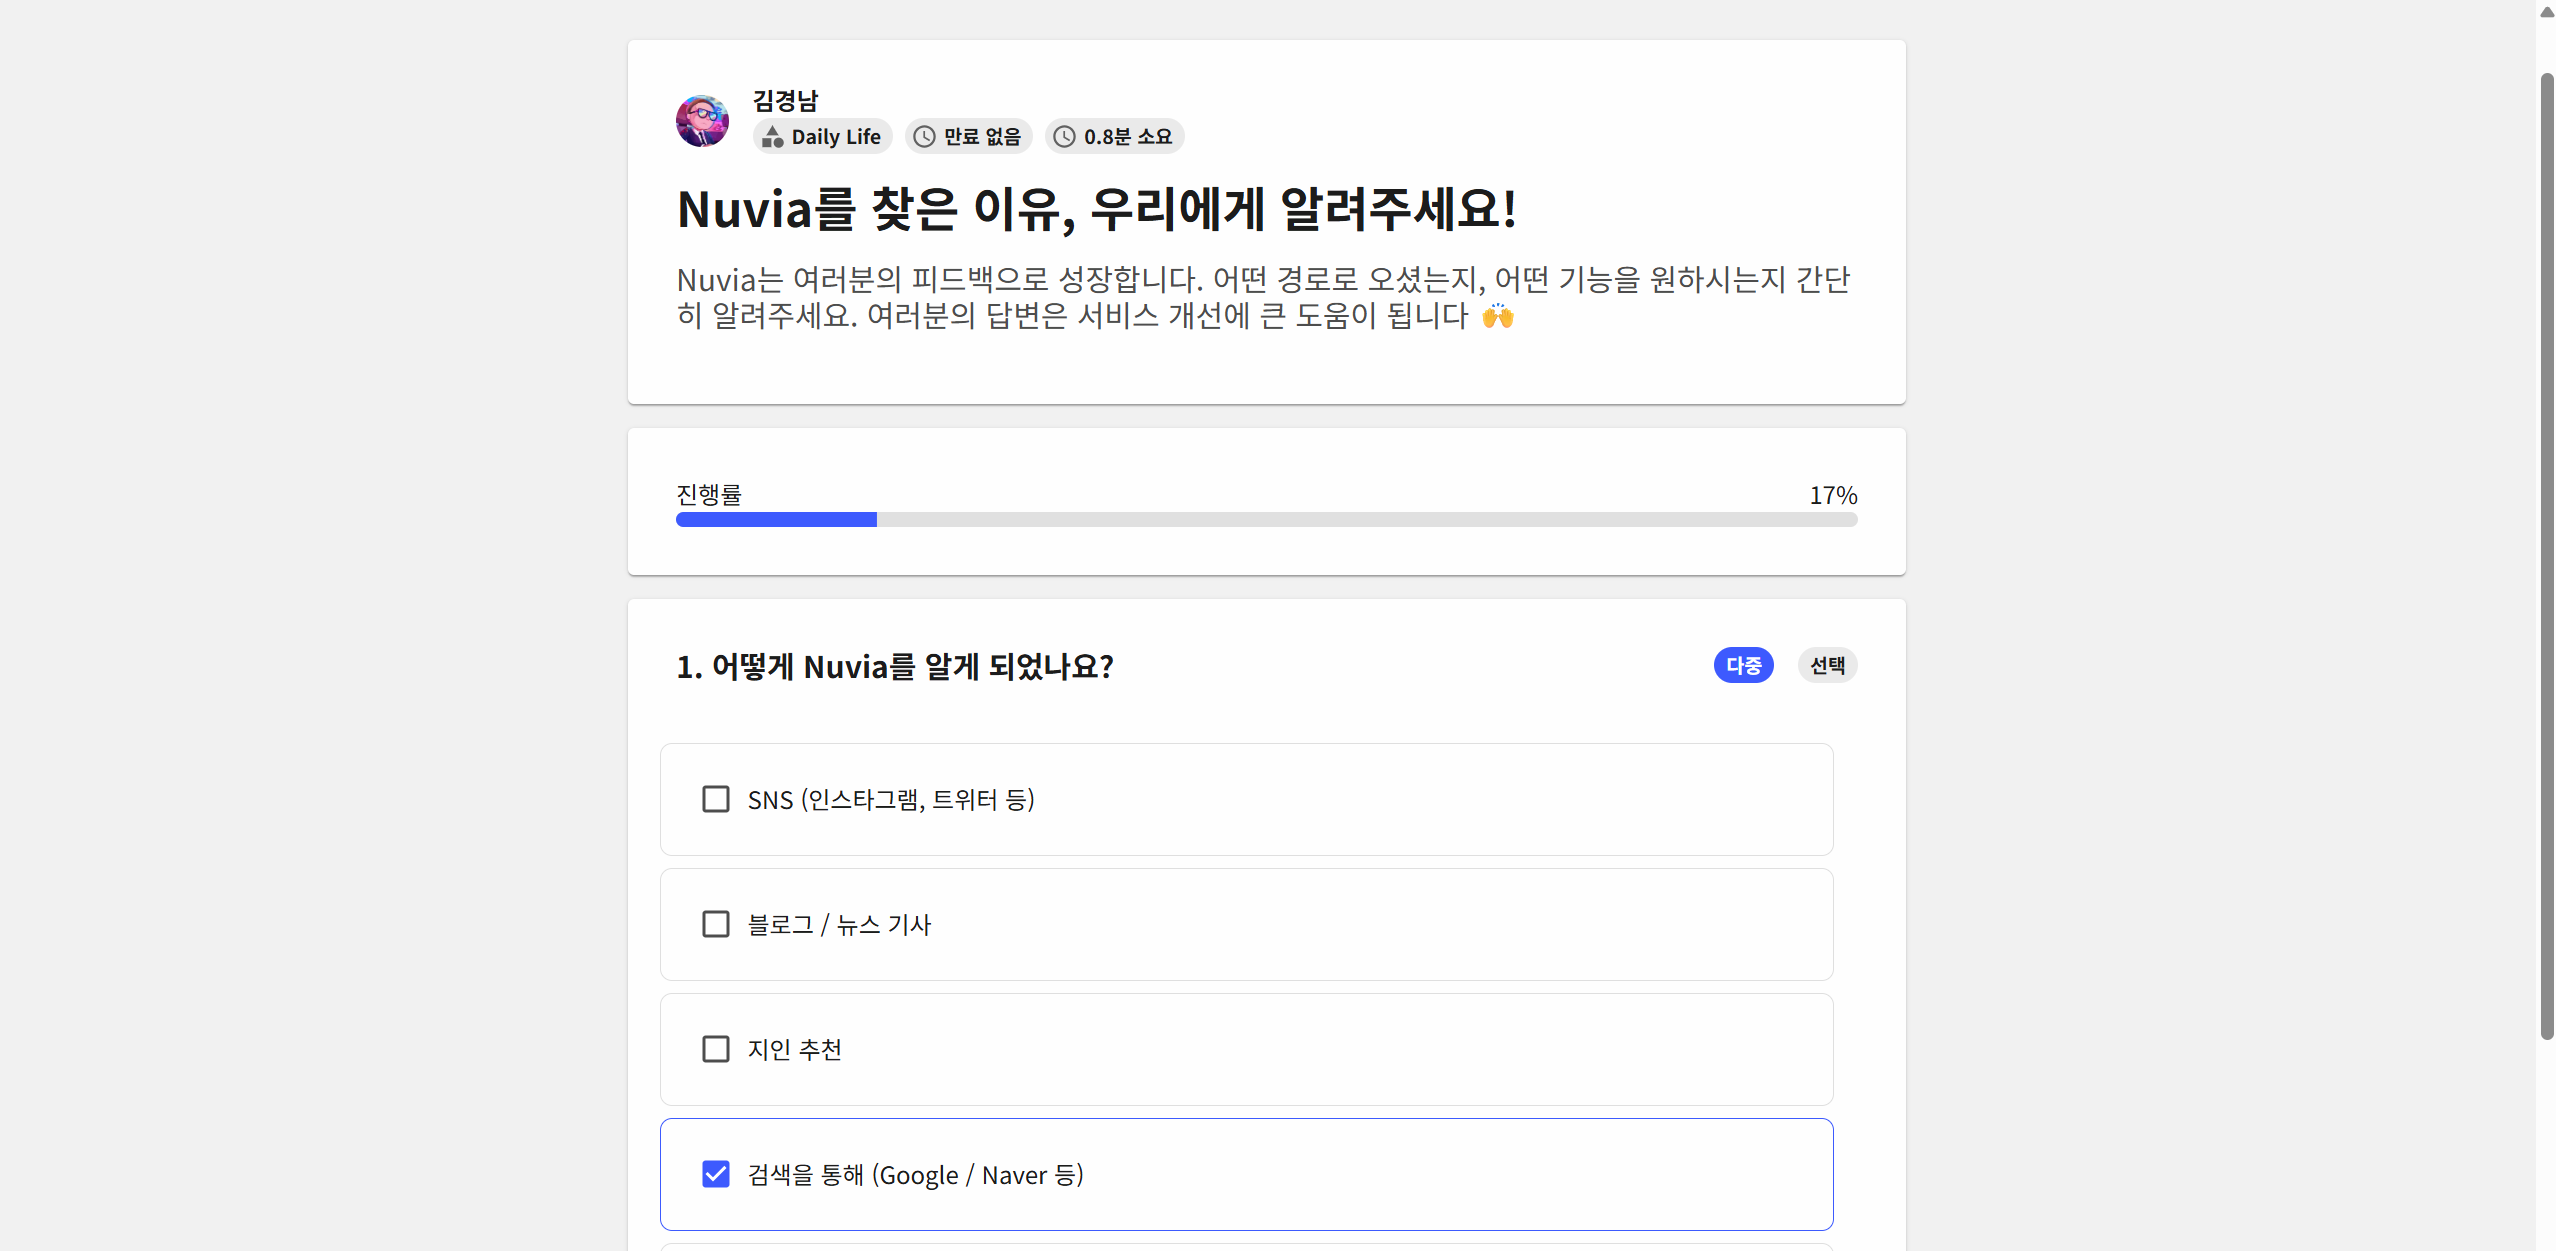 김경남
Daily Life 만료 없음 0.8분 소요
Nuvia를 찾은 이유, 우리에게 알려주세요!
Nuvia는 여러분의 피드백으로 성장합니다. 어떤 경로로 오셨는지, 어떤 기능을 원하시는지 간단
히 알려주세요. 여러분의 답변은 서비스 개선에 큰 도움이 됩니다 🙌
진행률 17%
1. 어떻게 Nuvia를 알게 되었나요? 다중 선택
SNS (인스타그램, 트위터 등)
블로그 / 뉴스 기사
지인 추천
검색을 통해 (Google / Naver 등)